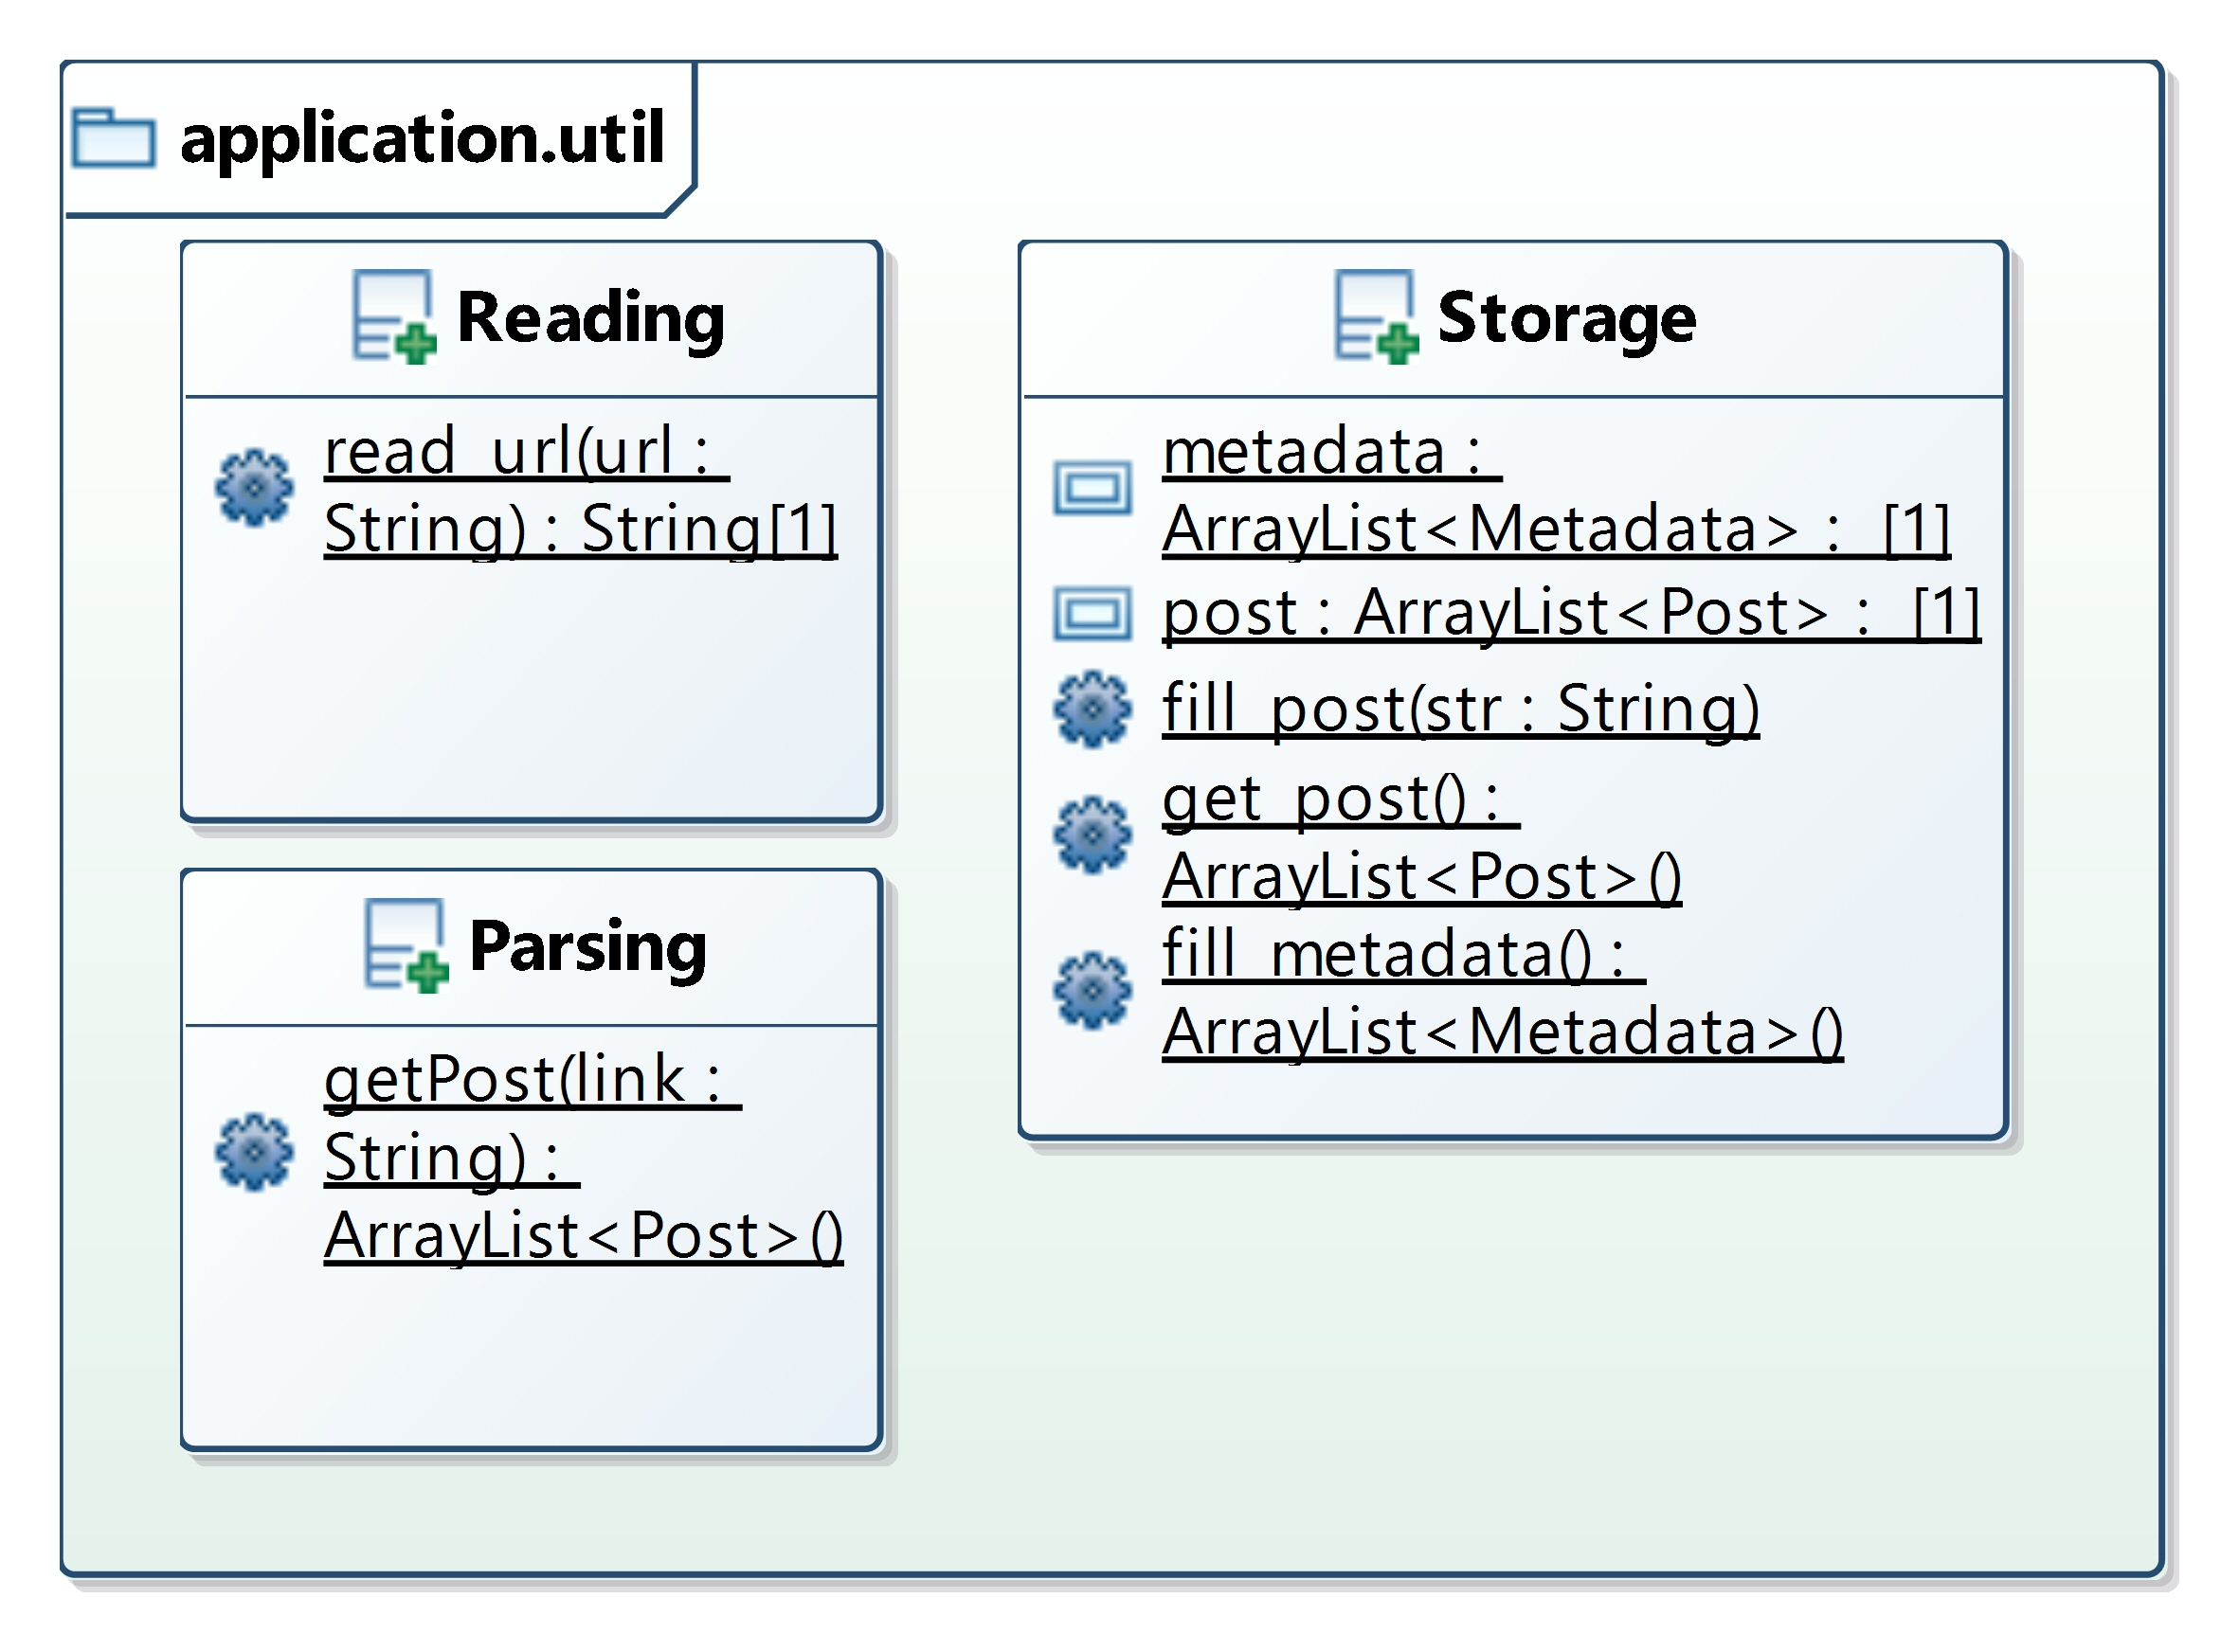 application.util
Reading
read_url(url :
String) : String[1]
Parsing
getPost(link :
String) :
ArrayList<Post>()
Storage
metadata :
ArrayList<Metadata> : [1]
post : ArrayList<Post> : [1]
fill_post(str : String)
get_post() :
ArrayList<Post>()
fill_metadata() :
ArrayList<Metadata>()